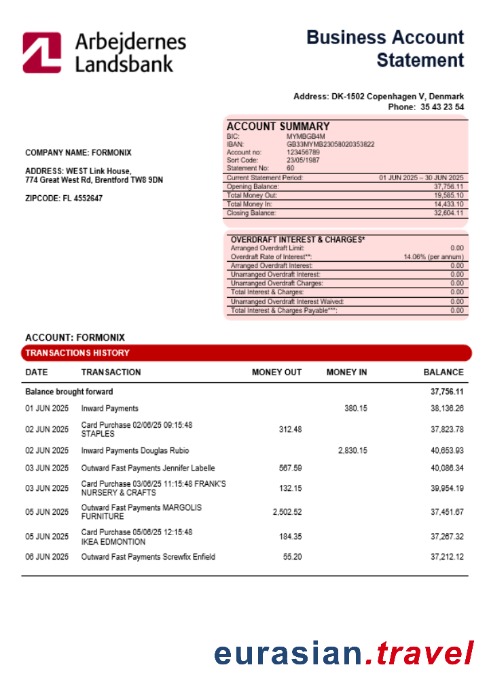 Arbejdernes
Landsbank
Business Account
Statement
Address: DK-1502 Copenhagen V, Denmark
Phone: 35 43 23 54
ACCOUNT SUMMARY
BIC: MYMBGB4M
IBAN: GB33MYMB23058020353822
Account no: 123456789
Sort Code: 23/05/1987
Statement No: 60
Current Statement Period: 01 JUN 2025 – 30 JUN 2025
Opening Balance: 37,756.11
Total Money Out: 19,585.10
Total Money In: 14,433.10
Closing Balance: 32,604.11
COMPANY NAME: FORMONIX
ADDRESS: WEST Link House,
774 Great West Rd, Brentford TW8 9DN
ZIPCODE: FL 4552647
OVERDRAFT INTEREST & CHARGES*
Arranged Overdraft Limit: 0.00
Overdraft Rate of Interest**: 14.06% (per annum)
Arranged Overdraft Interest: 0.00
Unarranged Overdraft Interest: 0.00
Unarranged Overdraft Charges: 0.00
Total Interest & Charges: 0.00
Unarranged Overdraft Interest Waived: 0.00
Total Interest & Charges Payable***: 0.00
ACCOUNT: FORMONIX
TRANSACTIONS HISTORY
DATE TRANSACTION MONEY OUT MONEY IN BALANCE
Balance brought forward 37,756.11
01 JUN 2025 Inward Payments 380.15 38,136.26
02 JUN 2025 Card Purchase 02/06/25 09:15:48 312.48 37,823.78
STAPLES
02 JUN 2025 Inward Payments Douglas Rubio 2,830.15 40,653.93
03 JUN 2025 Outward Fast Payments Jennifer Labelle 567.59 40,086.34
03 JUN 2025 Card Purchase 03/06/25 11:15:48 FRANK'S 132.15 39,954.19
NURSERY & CRAFTS
05 JUN 2025 Outward Fast Payments MARGOLIS 2,502.52 37,451.67
FURNITURE
05 JUN 2025 Card Purchase 05/06/25 12:15:48 184.35 37,267.32
IKEA EDMONTION
06 JUN 2025 Outward Fast Payments Screwfix Enfield 55.20 37,212.12
eurasian.travel